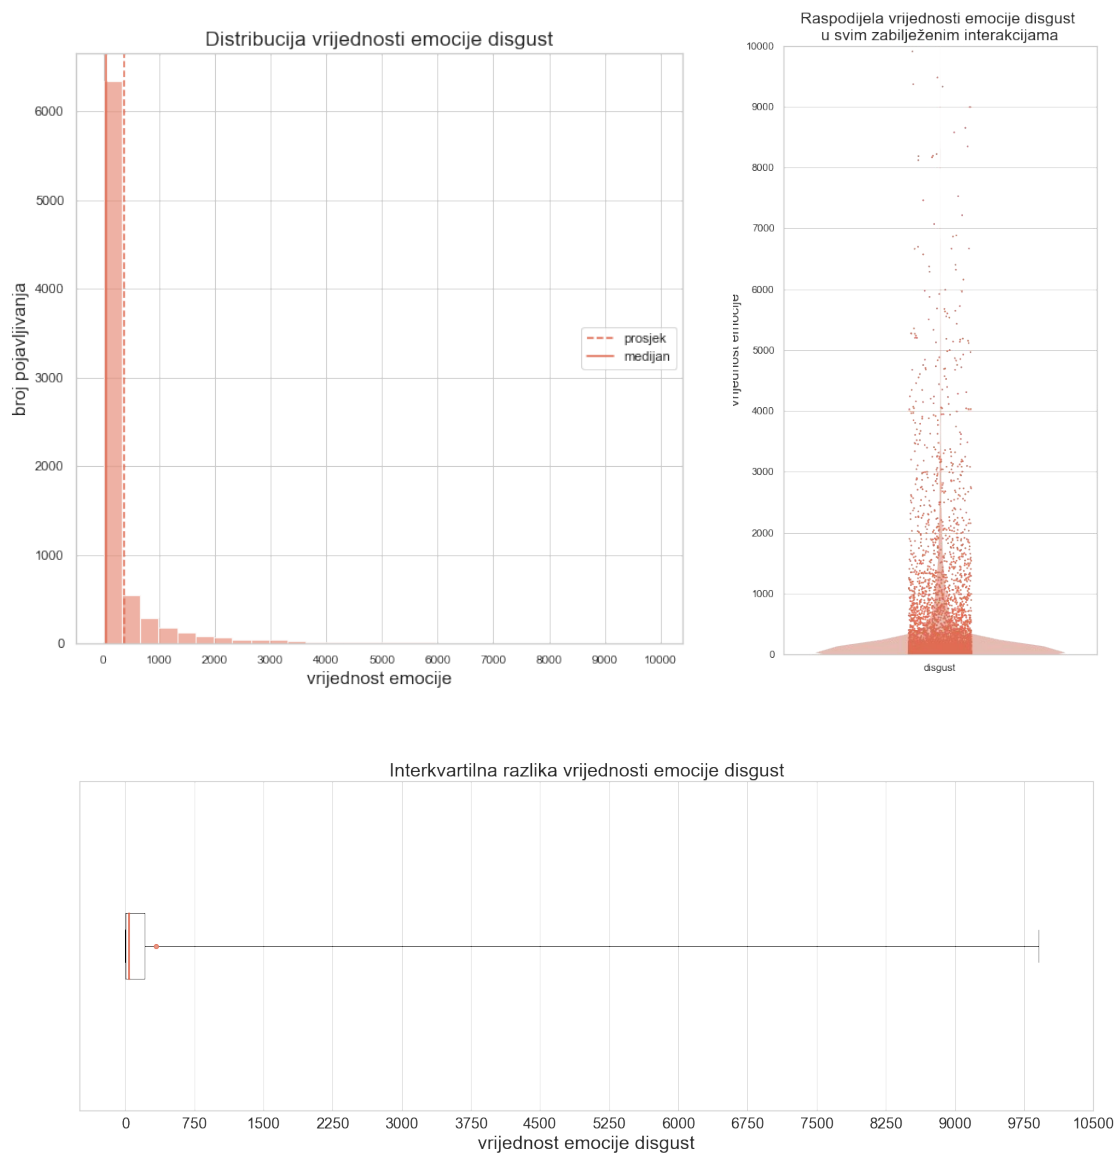 Distribucija vrijednosti emocije disgust
6000
5000
4000
3000
2000
1000
0
broj pojavljivanja
prosjek
medijan
0 1000 2000 3000 4000 5000 6000 7000 8000 9000 10000
vrijednost emocije
Raspodijela vrijednosti emocije disgust
u svim zabilježenim interakcijama
10000
9000
8000
7000
6000
5000
4000
3000
2000
1000
0
vrijednost emocije
disgust
Interkvartilna razlika vrijednosti emocije disgust
0 750 1500 2250 3000 3750 4500 5250 6000 6750 7500 8250 9000 9750 10500
vrijednost emocije disgust